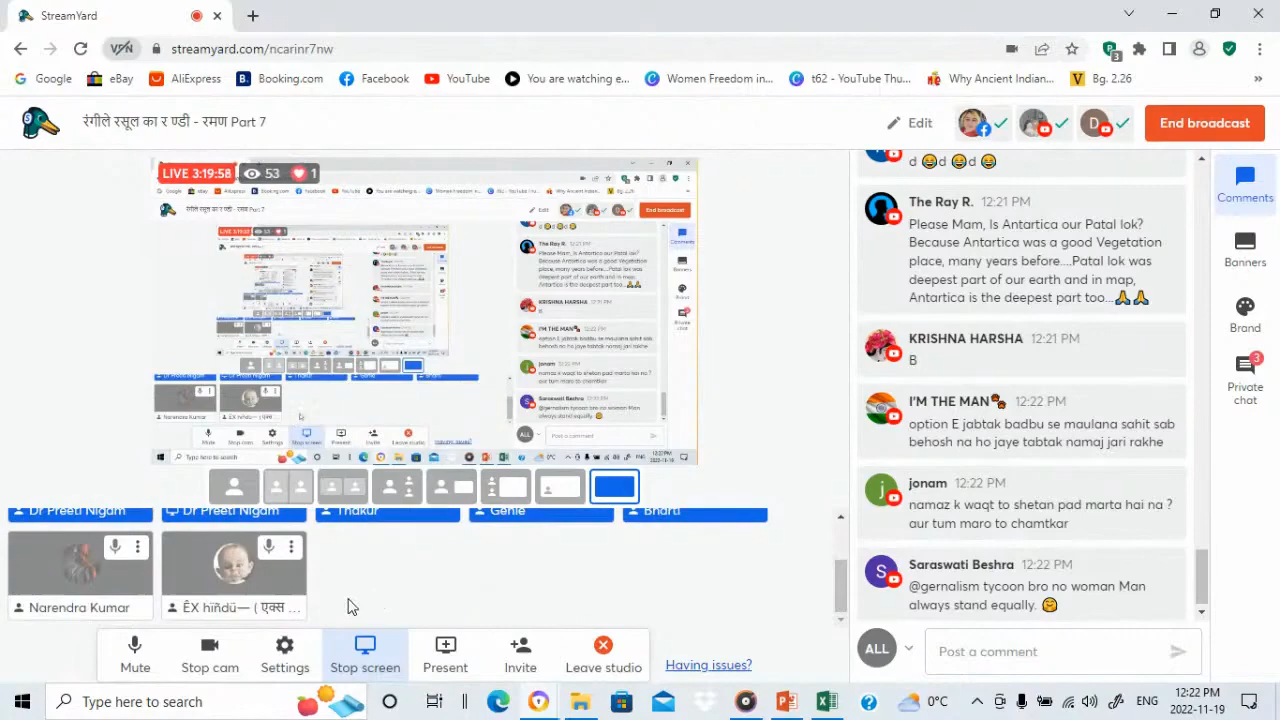 StreamYard
streamyard.com/ncarinr7nw
VPN
3
Google
eBay
AliExpress
Booking.com
Facebook
YouTube
You are watching e...
Women Freedom in...
t62 - YouTube Thu...
Why Ancient Indian...
Bg. 2.26
रंगीले रसूल का र ण्डी - रमण Part 7
Edit
D
End broadcast
LIVE 3:19:58
53
1
The Ray R. 12:21 PM
Please Mam, Is Antartica our Patal lok?
Because Antartica was a good vegetation
place, many years before...Patal lok was
deepest part of our earth and in map,
Antartica is the deepest part too...
KRISHNA HARSHA 12:21 PM
B
I'M THE MAN 12:22 PM
option: E jabtak badbu se maulana sahit sab
behosh na ho jaye tabtak namaj jari rakhe
jonam 12:22 PM
namaz k waqt to shetan pad marta hai na ?
aur tum maro to chamtkar
Saraswati Beshra 12:22 PM
@gernalism tycoon bro no woman Man
always stand equally.
ALL
Post a comment
Comments
Banners
Brand
3
Private
chat
Dr Preeti Nigam
Dr Preeti Nigam
Thakur
Genie
Bharti
Narendra Kumar
ÊX hïñdú— ( एक्स ...
Mute
Stop cam
Settings
Stop screen
Present
Invite
Leave studio
Having issues?
Type here to search
0°C
ENG
12:22 PM
2022-11-19